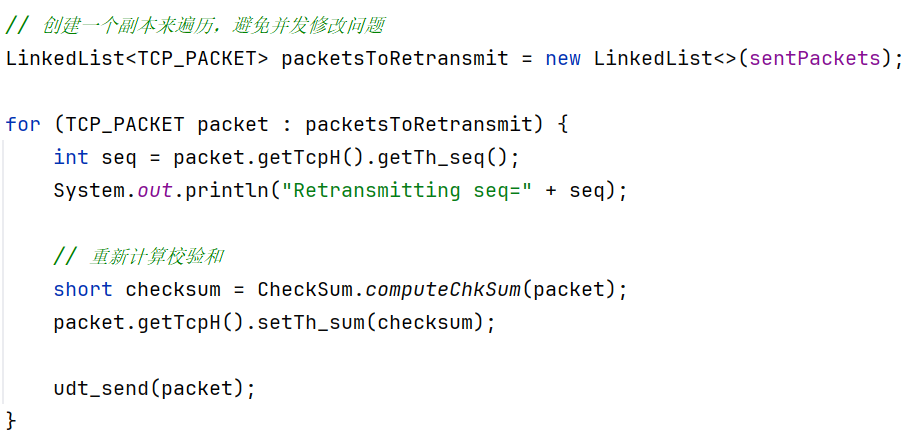 // 创建一个副本来遍历，避免并发修改问题
LinkedList<TCP_PACKET> packetsToRetransmit = new LinkedList<>(sentPackets);
for (TCP_PACKET packet : packetsToRetransmit) {
    int seq = packet.getTcpH().getTh_seq();
    System.out.println("Retransmitting seq=" + seq);
    // 重新计算校验和
    short checksum = CheckSum.computeChkSum(packet);
    packet.getTcpH().setTh_sum(checksum);
    udt_send(packet);
}